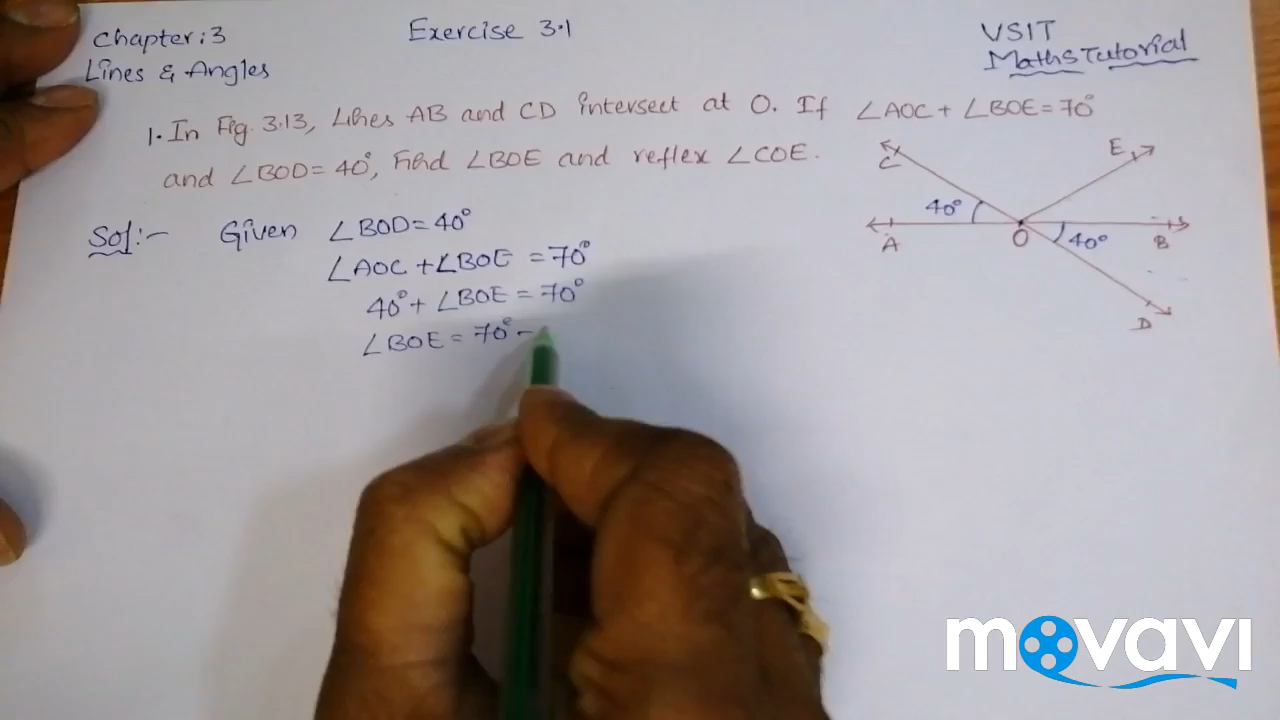 Chapter: 3
Lines & Angles
Exercise 3.1
VSIT
Maths Tutorial
1. In Fig. 3.13, Lines AB and CD intersect at O. If ∠AOC + ∠BOE = 70°
and ∠BOD = 40°, Find ∠BOE and reflex ∠COE.
Sol:- Given ∠BOD = 40°
∠AOC + ∠BOE = 70°
40° + ∠BOE = 70°
∠BOE = 70° -
C
E
40°
A
O
40°
B
D
movavi